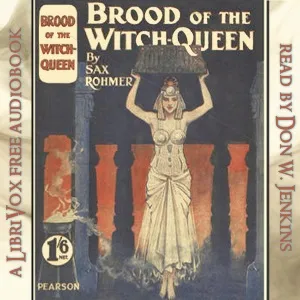 a LibriVox free audiobook
BROOD
OF THE
WITCH-
QUEEN
BROOD OF THE
WITCH-QUEEN
By
SAX
ROHMER
1/6
NET.
PEARSON
read by Don W. Jenkins